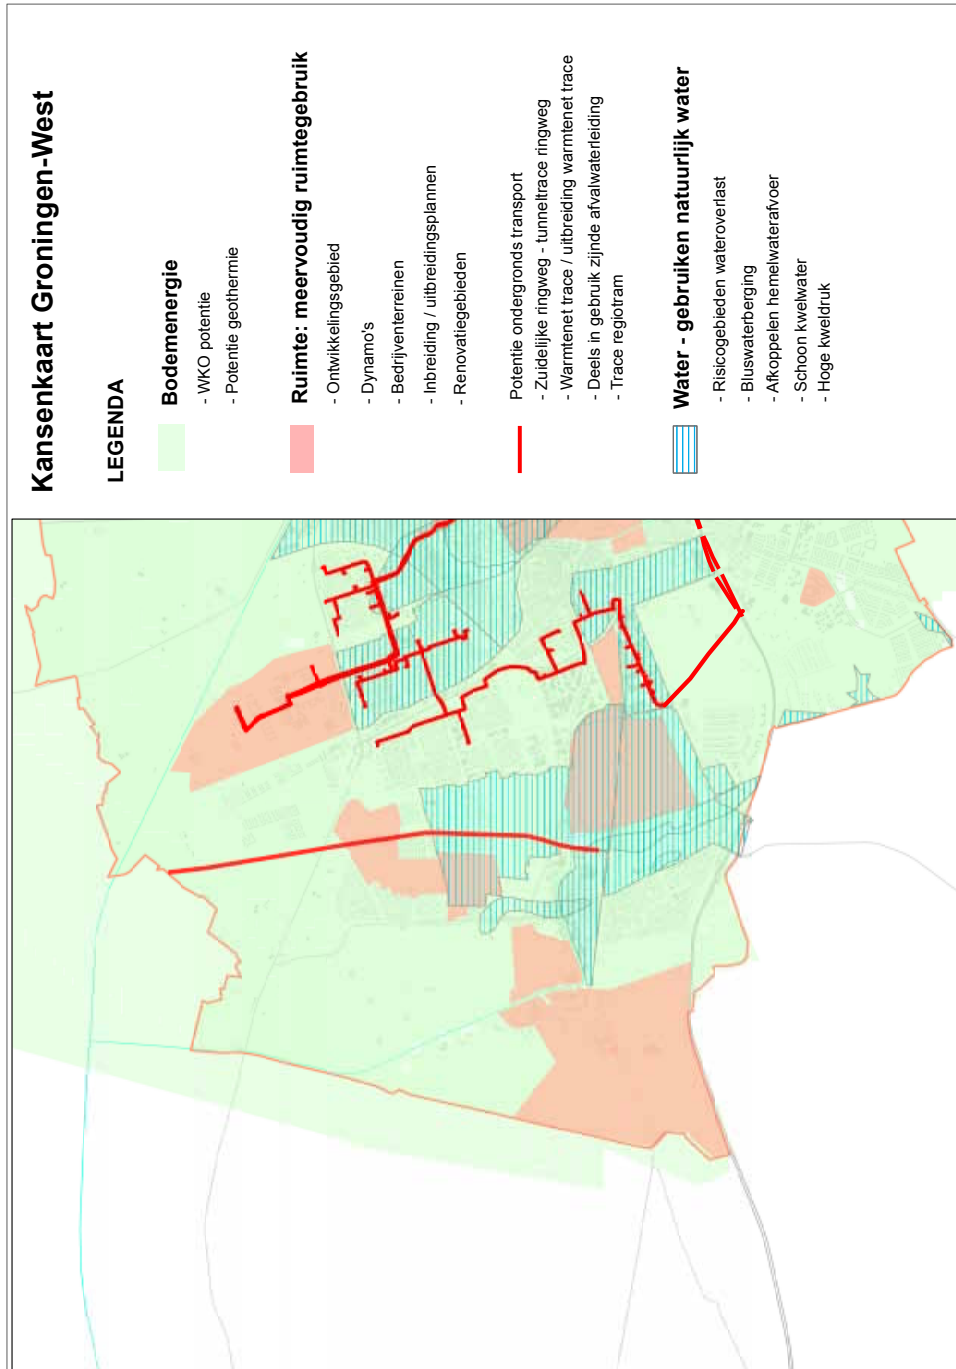 Kansenkaart Groningen-West
LEGENDA
Bodemenergie
- WKO potentie
- Potentie geothermie
Ruimte: meervoudig ruimtegebruik
- Ontwikkelingsgebied
- Dynamo's
- Bedrijventerreinen
- Inbreiding / uitbreidingsplannen
- Renovatiegebieden
Potentie ondergronds transport
- Zuidelijke ringweg - tunneltrace ringweg
- Warmtenet trace / uitbreiding warmtenet trace
- Deels in gebruik zijnde afvalwaterleiding
- Trace regiotram
Water - gebruiken natuurlijk water
- Risicogebieden wateroverlast
- Bluswaterberging
- Afkoppelen hemelwaterafvoer
- Schoon kwelwater
- Hoge kweldruk